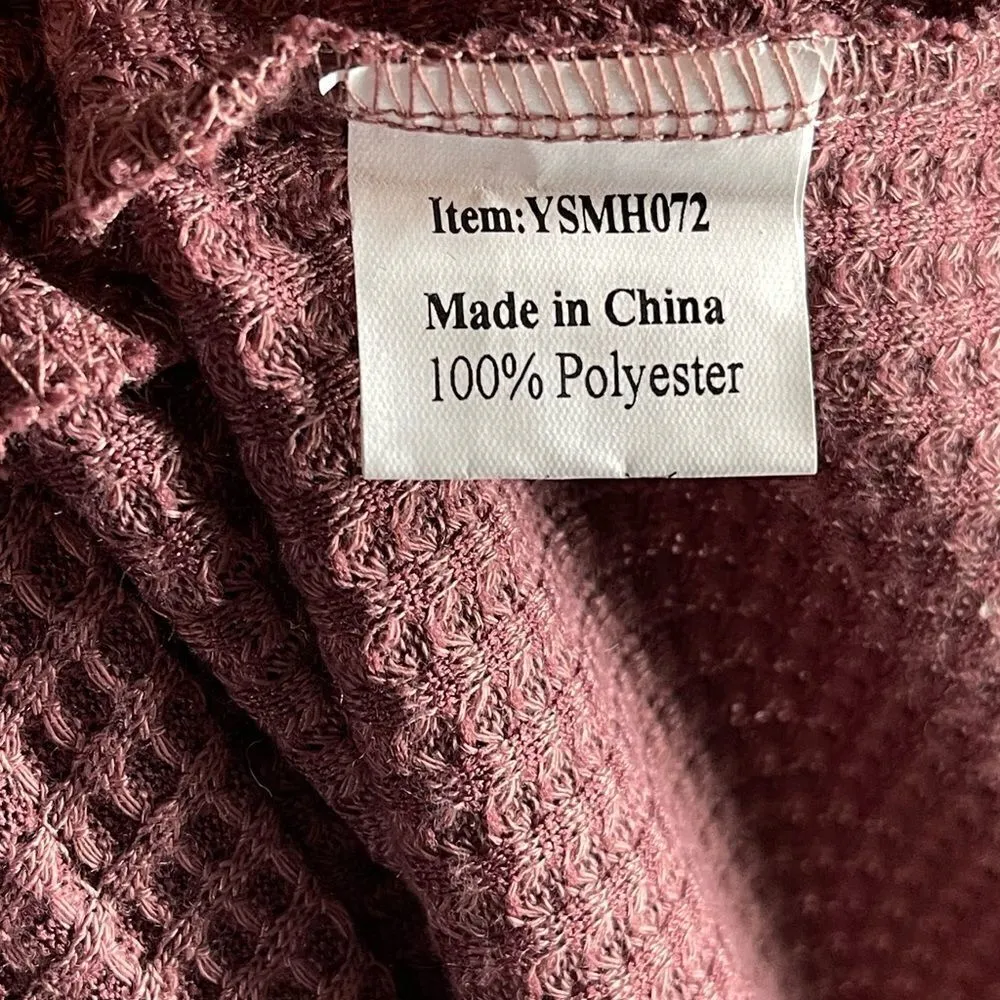 Item:YSMH072
Made in China
100% Polyester